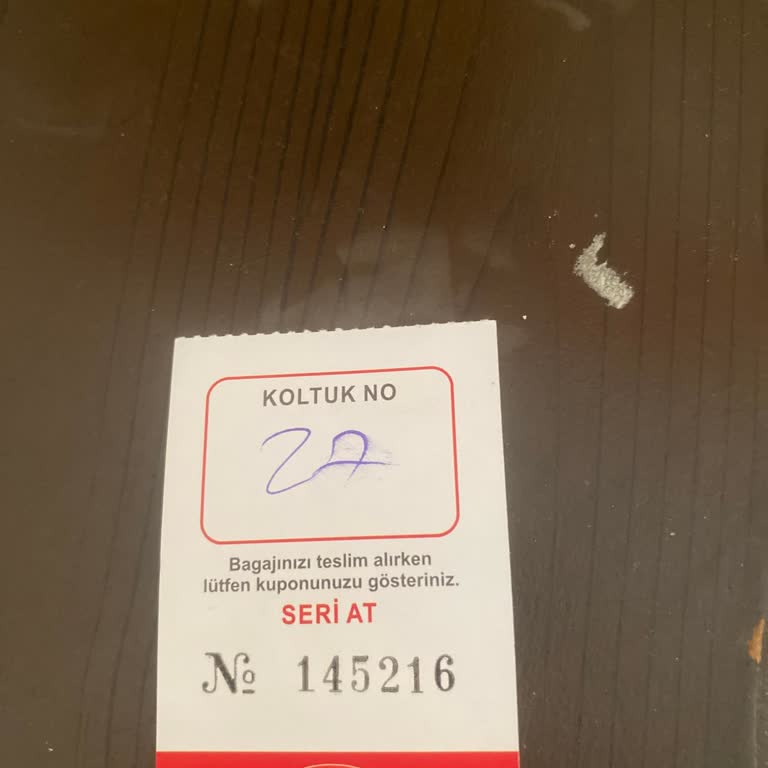 KOLTUK NO
27
Bagajınızı teslim alırken
lütfen kuponunuzu gösteriniz.
SERİ AT
№ 145216